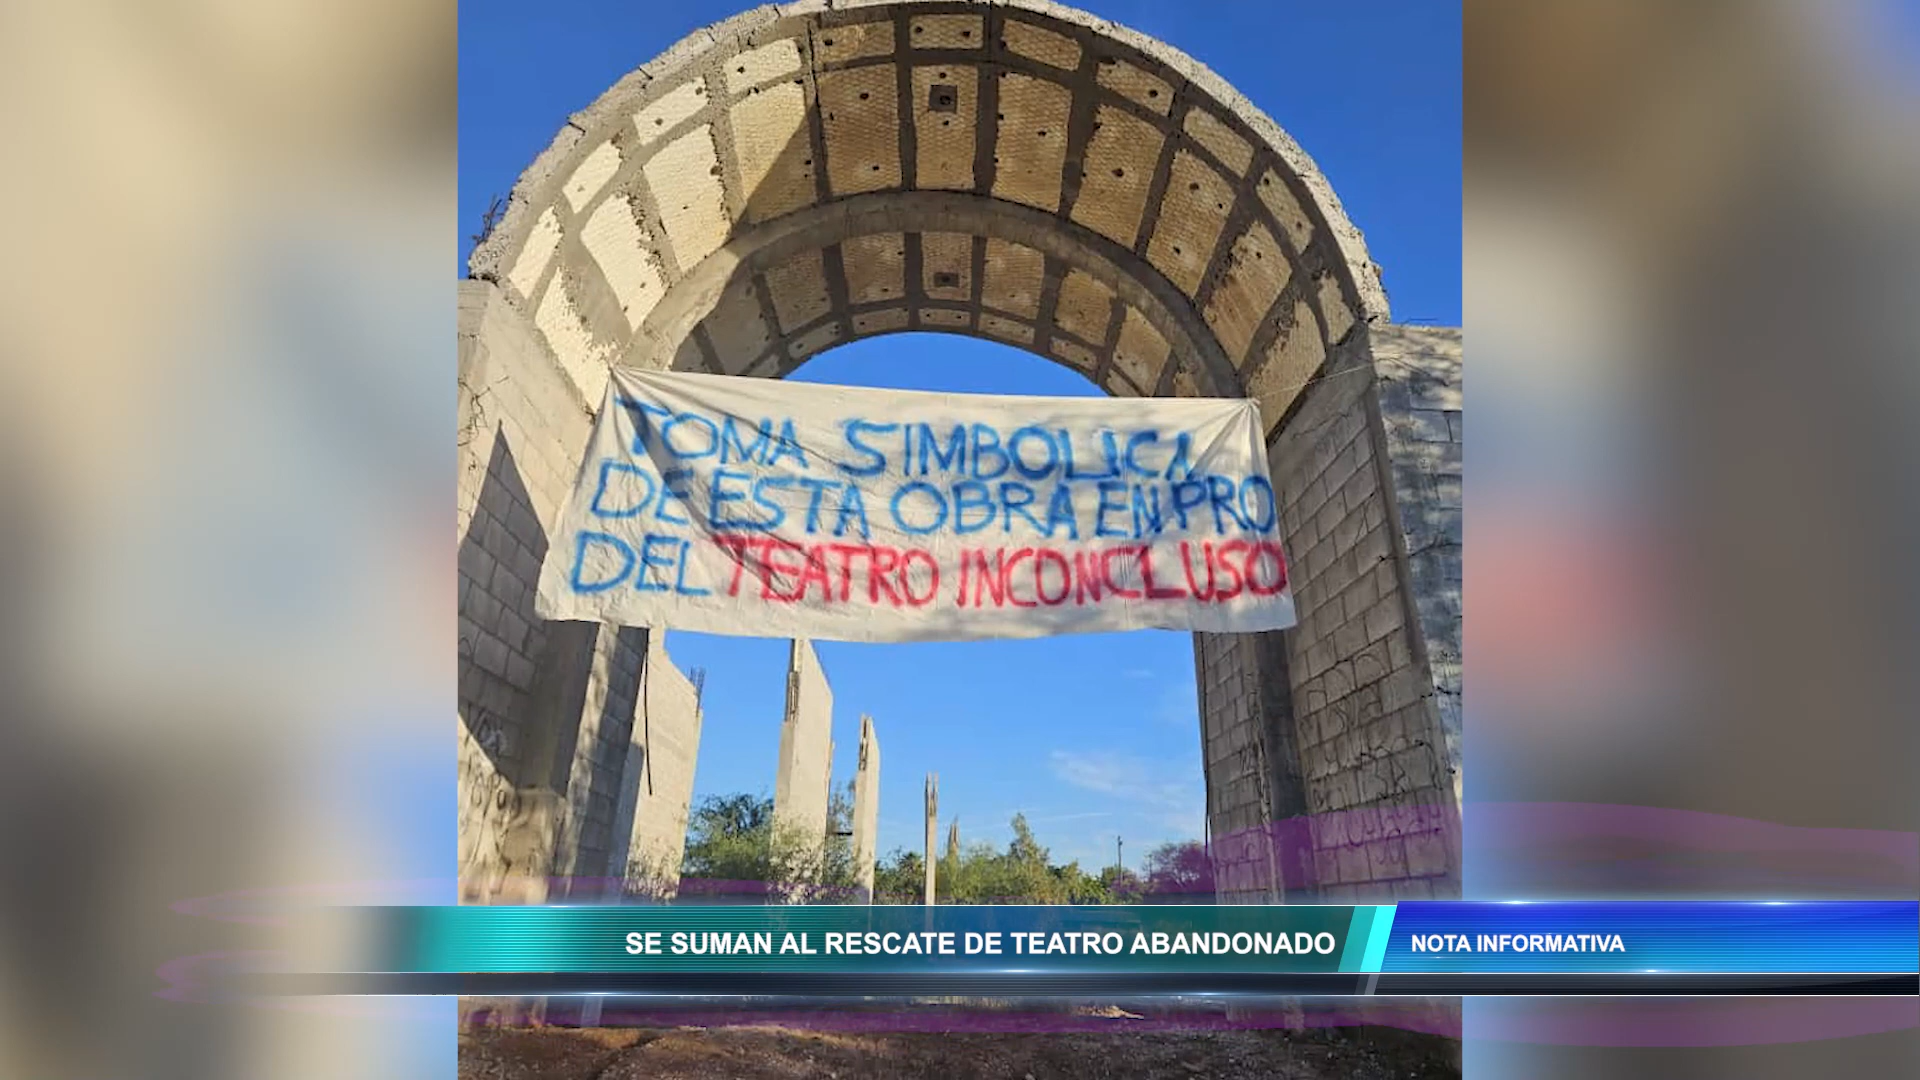 TOMA SIMBOLICA
DE ESTA OBRA EN PRO
DEL TEATRO INCONCLUSO
SE SUMAN AL RESCATE DE TEATRO ABANDONADO
NOTA INFORMATIVA